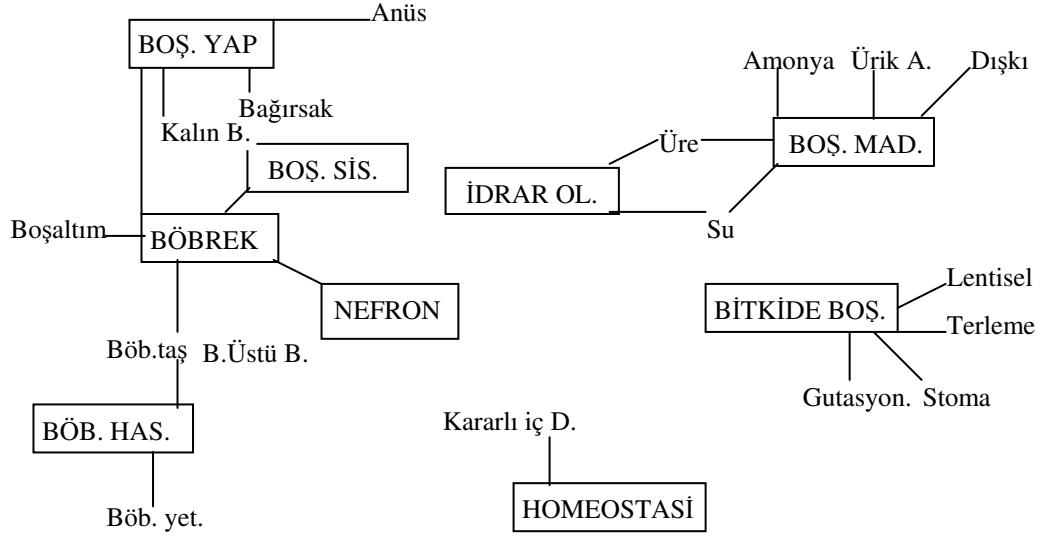 Anüs
BOŞ. YAP
Amonya Ürik A. Dışkı
Bağırsak
Kalın B.
Üre
BOŞ. MAD.
BOŞ. SİS.
İDRAR OL.
Boşaltım
BÖBREK
Su
Lentisel
NEFRON
BİTKİDE BOŞ.
Terleme
Böb.taş B.Üstü B.
Gutasyon. Stoma
BÖB. HAS.
Kararlı iç D.
HOMEOSTASİ
Böb. yet.